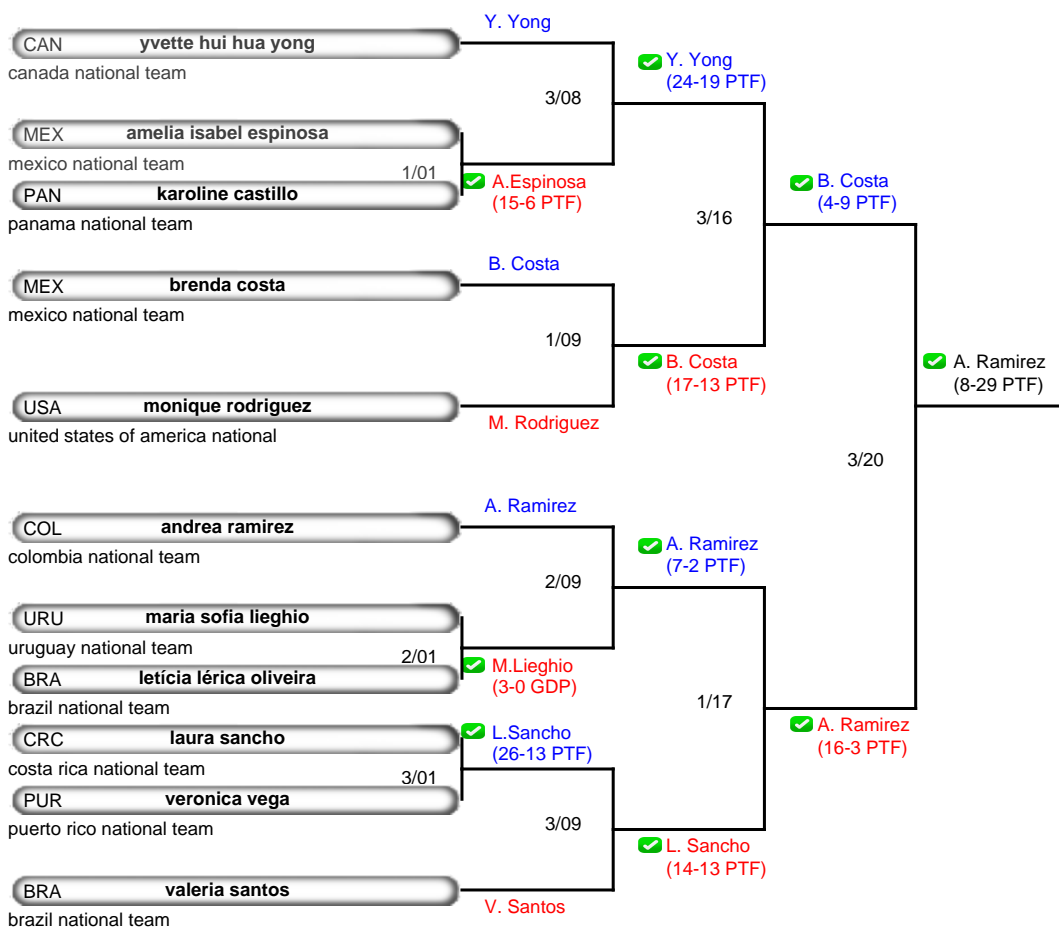 Y. Yong
CAN yvette hui hua yong
canada national team
3/08
Y. Yong
(24-19 PTF)
MEX amelia isabel espinosa
mexico national team
1/01
A.Espinosa
(15-6 PTF)
PAN karoline castillo
panama national team
3/16
B. Costa
(4-9 PTF)
B. Costa
MEX brenda costa
mexico national team
1/09
B. Costa
(17-13 PTF)
USA monique rodriguez
united states of america national
M. Rodriguez
A. Ramirez
(8-29 PTF)
3/20
A. Ramirez
COL andrea ramirez
colombia national team
2/09
A. Ramirez
(7-2 PTF)
URU maria sofia lieghio
uruguay national team
2/01
M.Lieghio
(3-0 GDP)
BRA letícia lérica oliveira
brazil national team
1/17
A. Ramirez
(16-3 PTF)
CRC laura sancho
costa rica national team
L.Sancho
(26-13 PTF)
3/01
PUR veronica vega
puerto rico national team
3/09
L. Sancho
(14-13 PTF)
BRA valeria santos
brazil national team
V. Santos